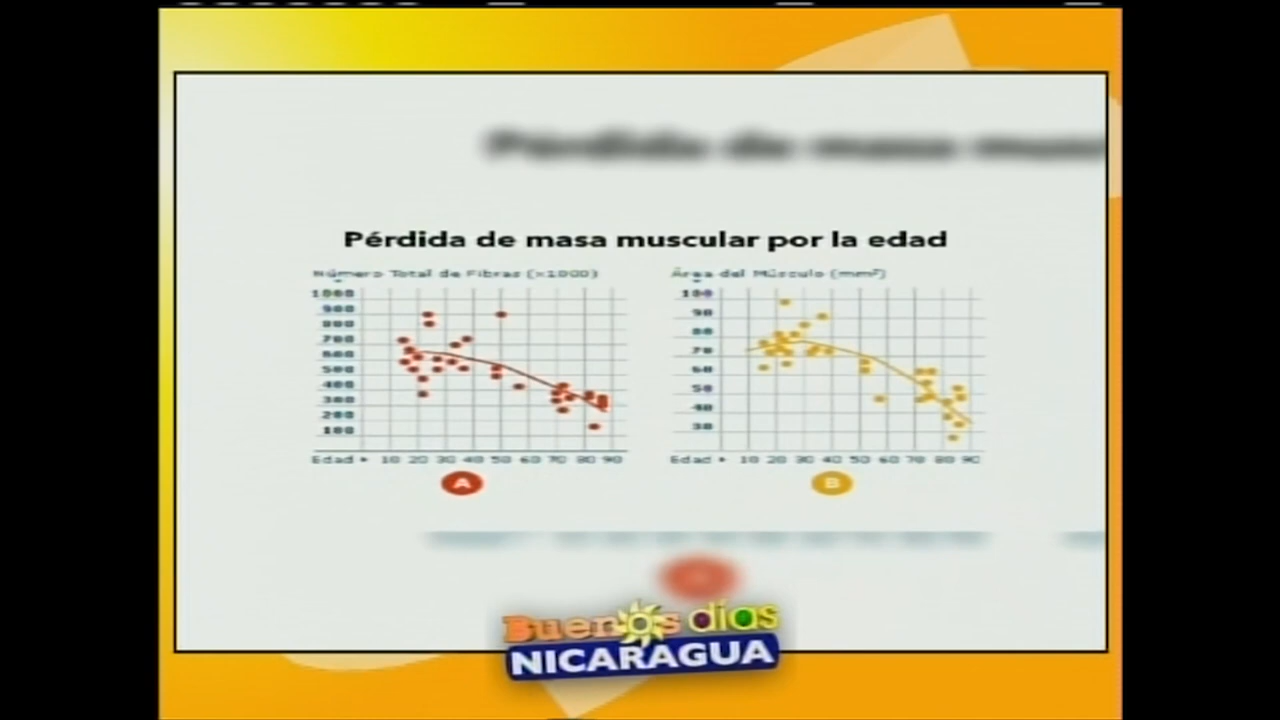 Pérdida de masa muscular por la edad
Número Total de Fibras (x1000)
1000
900
800
700
600
500
400
300
200
100
Edad 10 20 30 40 50 60 70 80 90
A
Área del Músculo (mm²)
100
90
80
70
60
50
40
30
Edad 10 20 30 40 50 60 70 80 90
B
Buenos días
NICARAGUA